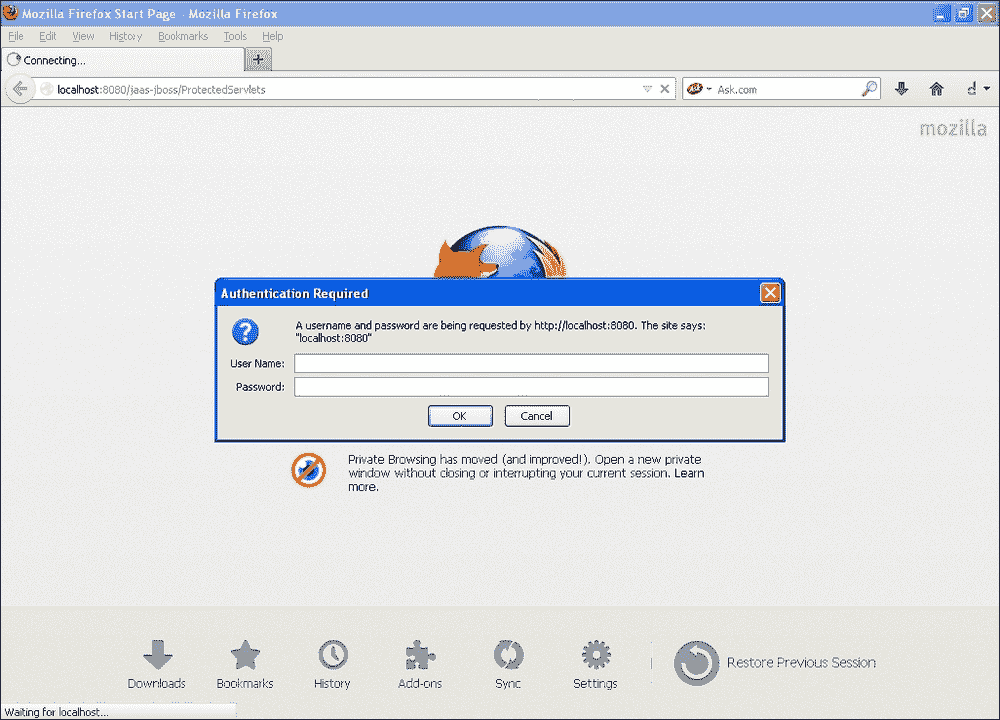 Mozilla Firefox Start Page - Mozilla Firefox
File Edit View History Bookmarks Tools Help
Connecting...
localhost:8080/jaas-jboss/ProtectedServlets
Ask.com
mozilla
Authentication Required
A username and password are being requested by http://localhost:8080. The site says:
"localhost:8080"
User Name:
Password:
OK Cancel
Private Browsing has moved (and improved!). Open a new private
window without closing or interrupting your current session. Learn
more.
Downloads Bookmarks History Add-ons Sync Settings Restore Previous Session
Waiting for localhost...